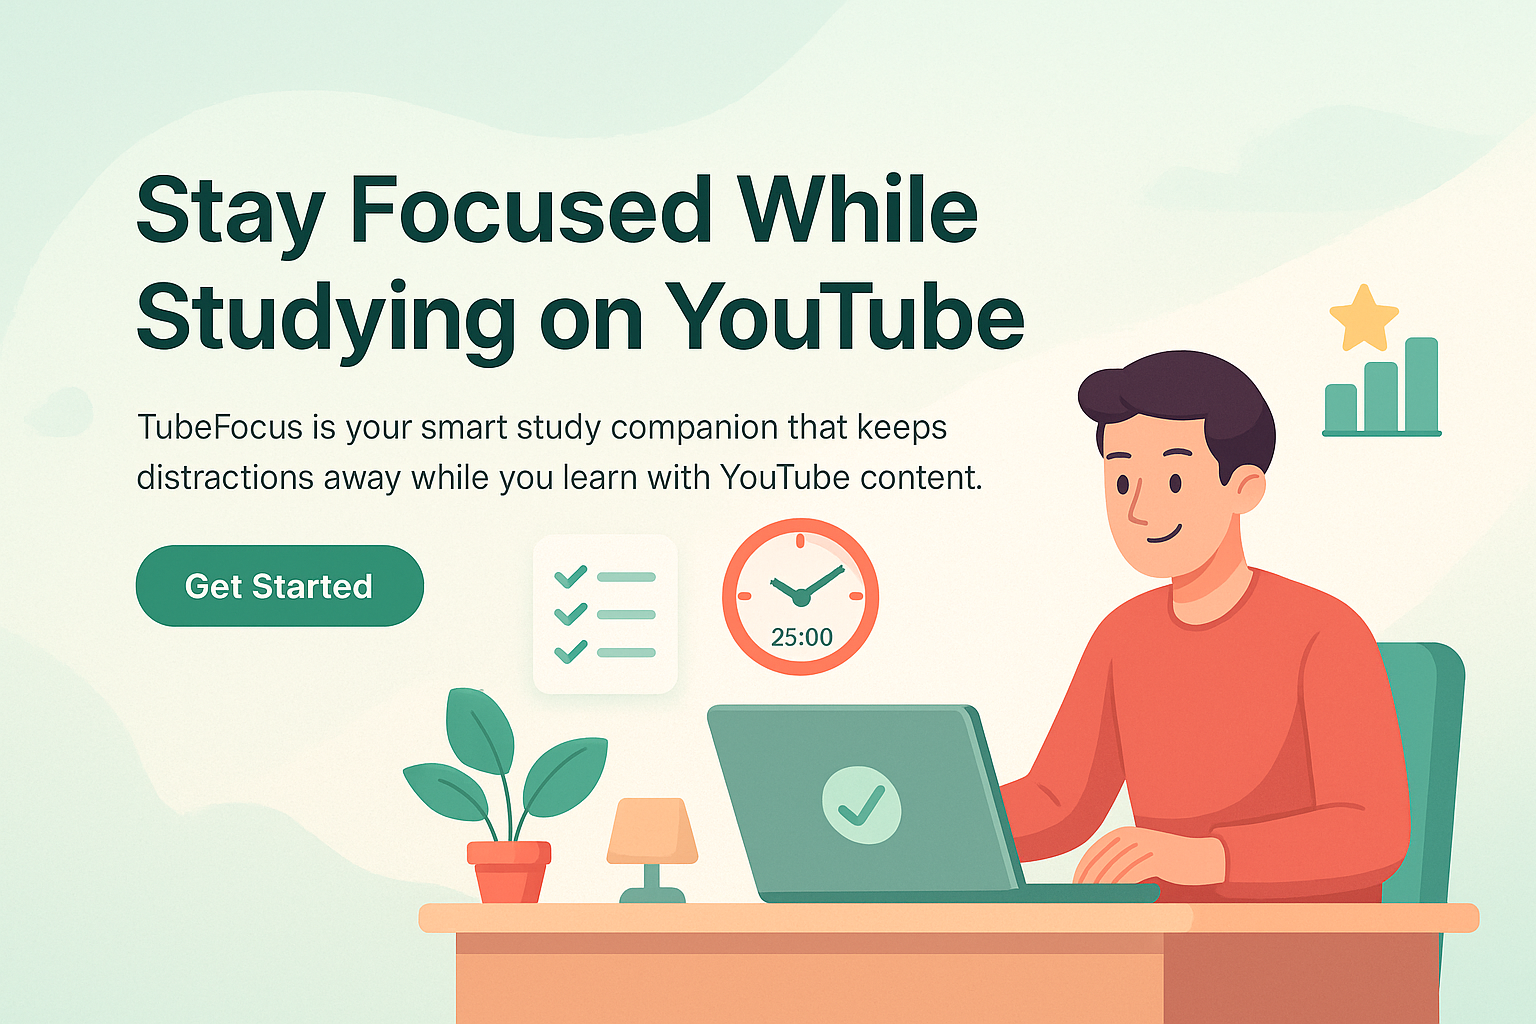 Stay Focused While
Studying on YouTube
TubeFocus is your smart study companion that keeps
distractions away while you learn with YouTube content.
Get Started
25:00